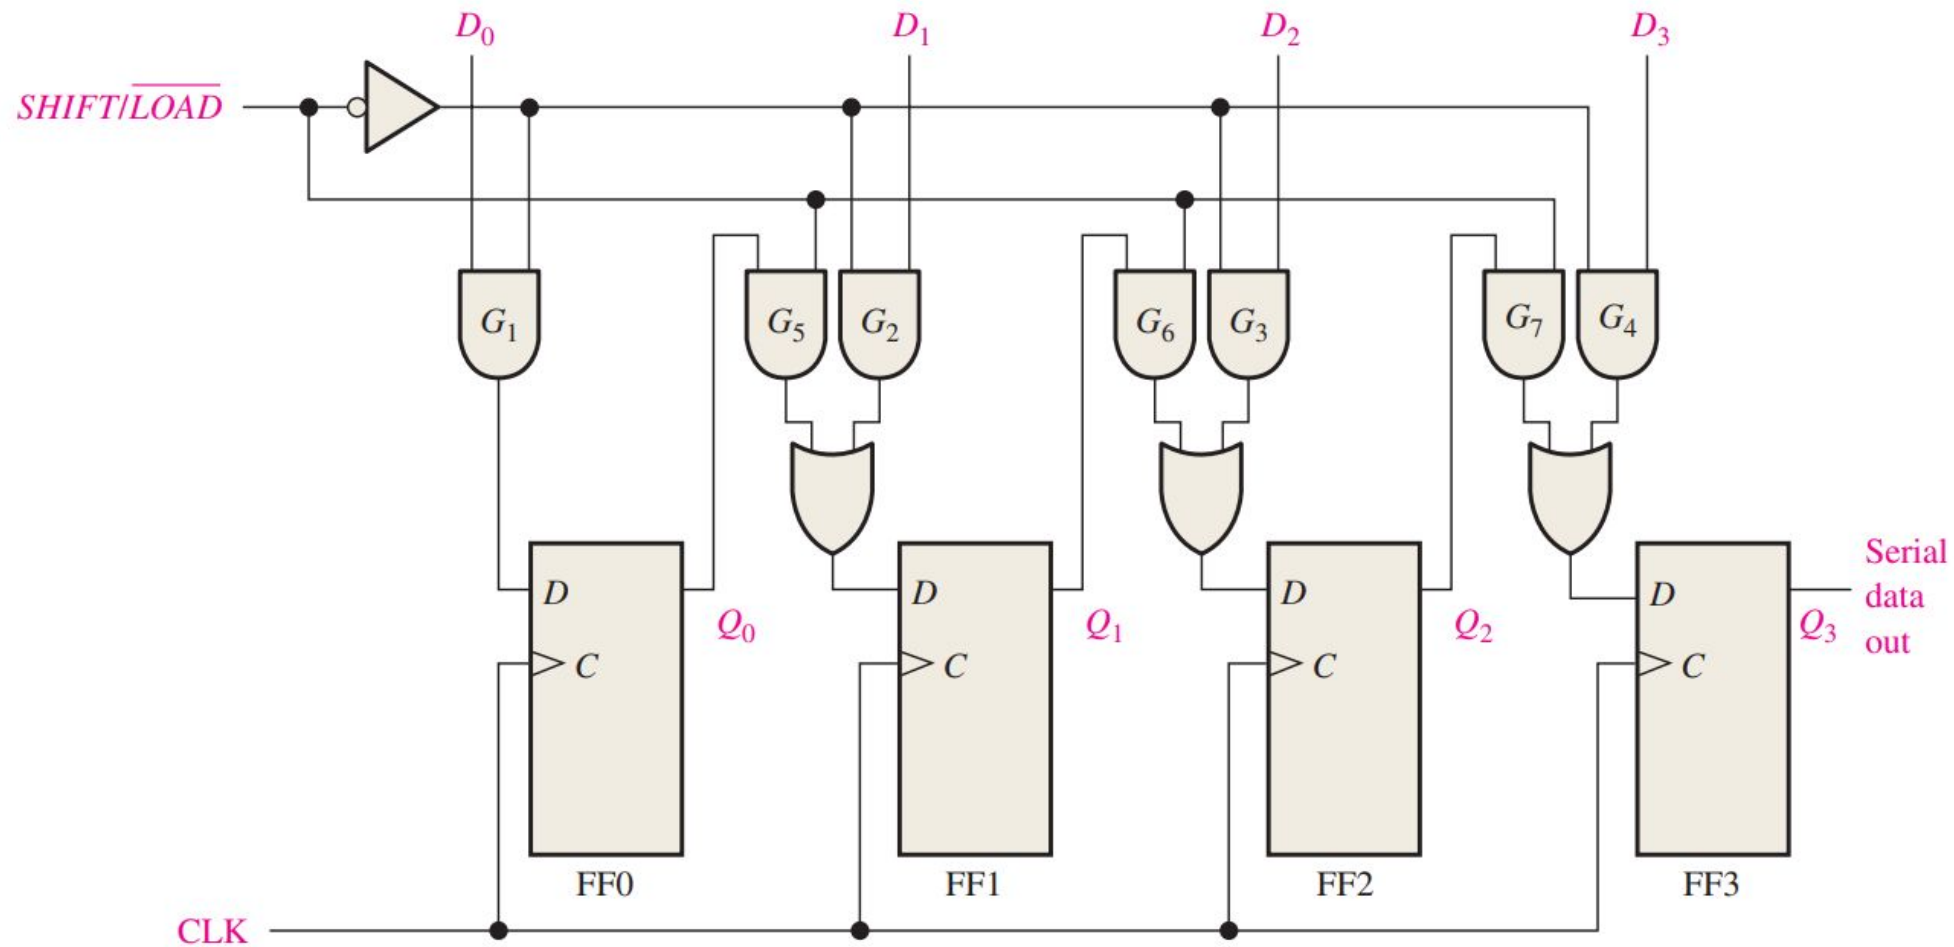 D0 D1 D2 D3
SHIFT/L̅O̅A̅D̅
G1 G5 G2 G6 G3 G7 G4
D D D D
Serial
data
out
Q0 Q1 Q2 Q3
C C C C
FF0 FF1 FF2 FF3
CLK